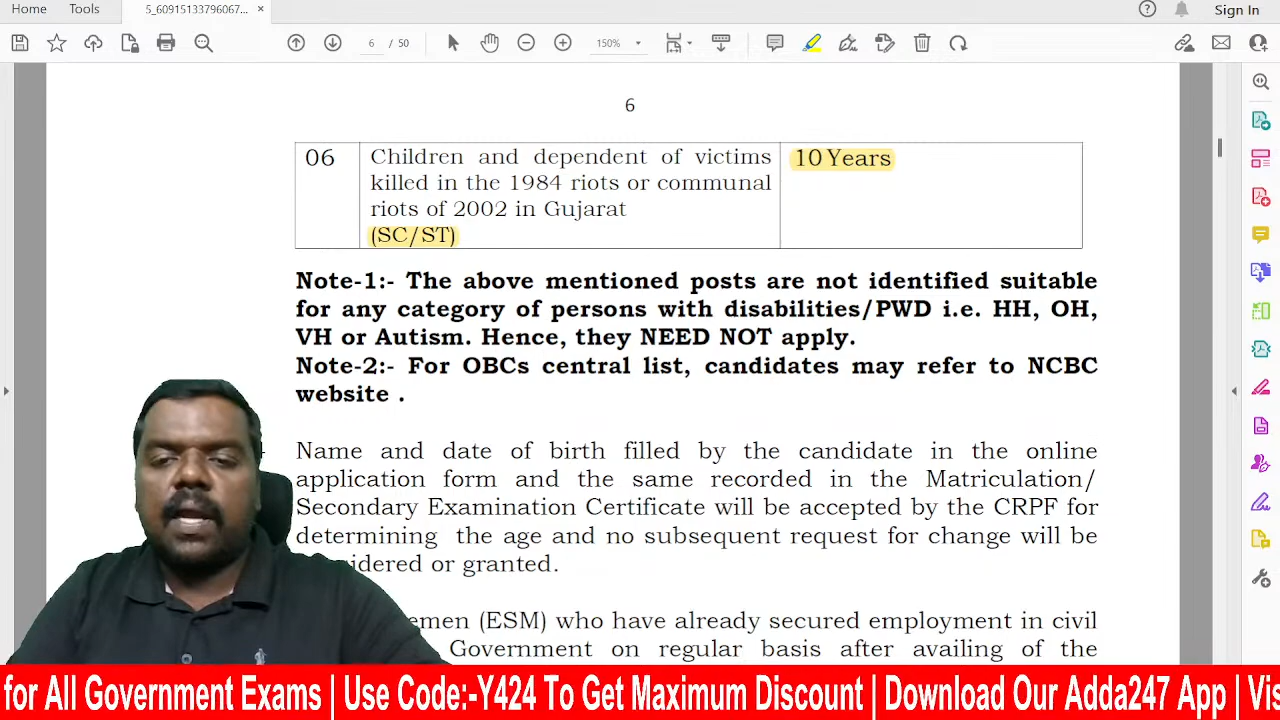 Home Tools 5_60915133796067... × Sign In
6 / 50 150%
6
06 Children and dependent of victims 10 Years
killed in the 1984 riots or communal
riots of 2002 in Gujarat
(SC/ST)
Note-1:- The above mentioned posts are not identified suitable
for any category of persons with disabilities/PWD i.e. HH, OH,
VH or Autism. Hence, they NEED NOT apply.
Note-2:- For OBCs central list, candidates may refer to NCBC
website .
Name and date of birth filled by the candidate in the online
application form and the same recorded in the Matriculation/
Secondary Examination Certificate will be accepted by the CRPF for
determining the age and no subsequent request for change will be
or granted.
(ESM) who have already secured employment in civil
Government on regular basis after availing of the
for All Government Exams | Use Code:-Y424 To Get Maximum Discount | Download Our Adda247 App | Vis